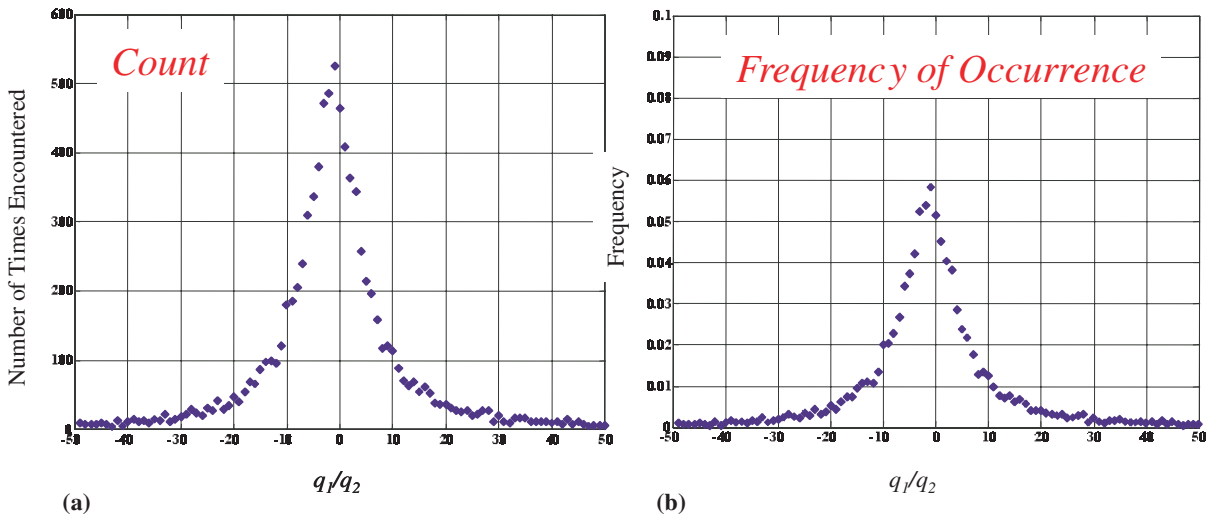 Count
Number of Times Encountered
600
500
400
300
200
100
0
-50 -40 -30 -20 -10 0 10 20 30 40 50
q1/q2
(a)
Frequency of Occurrence
Frequency
0.1
0.09
0.08
0.07
0.06
0.05
0.04
0.03
0.02
0.01
0
-50 -40 -30 -20 -10 0 10 20 30 40 50
q1/q2
(b)